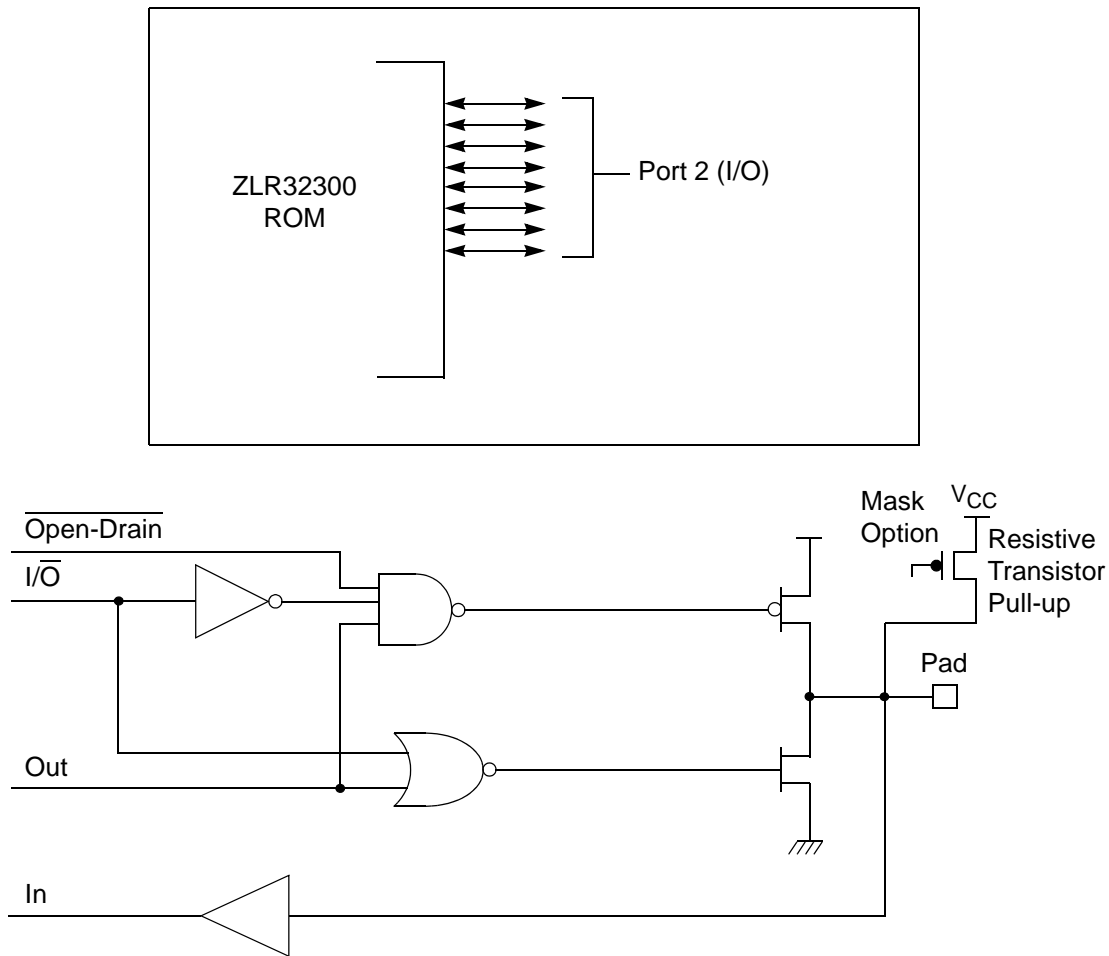 ZLR32300
ROM
Port 2 (I/O)
Open-Drain
I/O
Out
In
Mask
Option
VCC
Resistive
Transistor
Pull-up
Pad